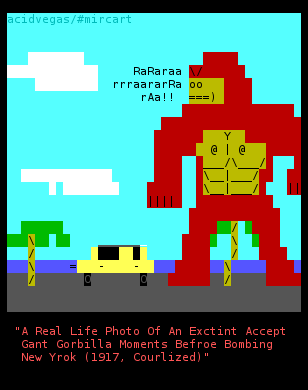 acidvegas/#mircart
RaRaraa \/
rrraararRa oo
rAa!! ===)
"A Real Life Photo Of An Exctint Accept
Gant Gorbilla Moments Befroe Bombing
New Yrok (1917, Courlized)"